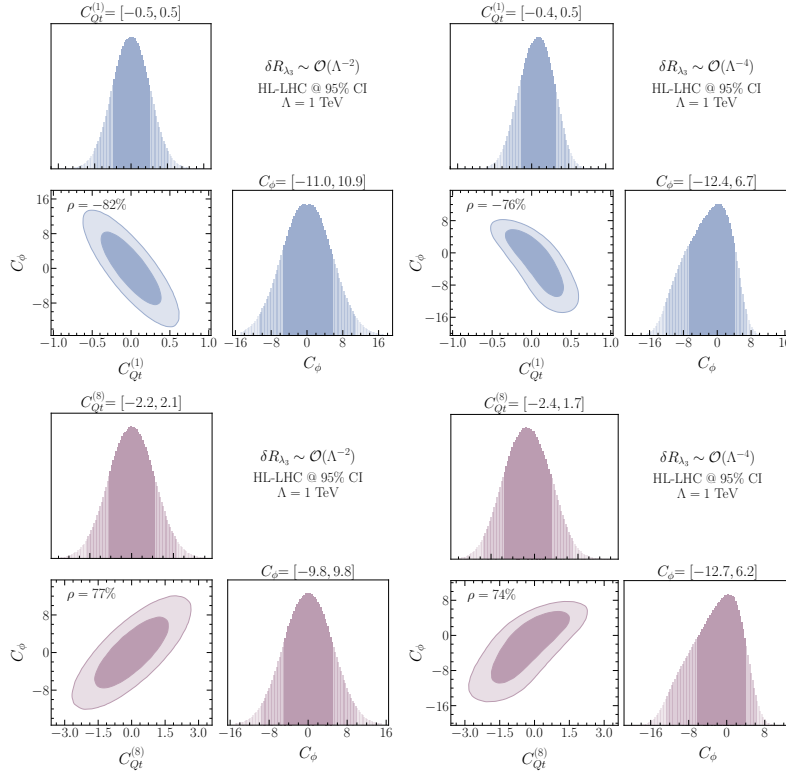 C_{Qt}^{(1)} = [−0.5, 0.5]
δR_{λ_3} ∼ 𝒪(Λ^{−2})
HL-LHC @ 95% CI
Λ = 1 TeV
C_ϕ = [−11.0, 10.9]
ρ = −82%
C_ϕ
16
8
0
−8
−1.0 −0.5 0.0 0.5 1.0
C_{Qt}^{(1)}
−16 −8 0 8 16
C_ϕ
C_{Qt}^{(1)} = [−0.4, 0.5]
δR_{λ_3} ∼ 𝒪(Λ^{−4})
HL-LHC @ 95% CI
Λ = 1 TeV
C_ϕ = [−12.4, 6.7]
ρ = −76%
C_ϕ
8
0
−8
−16
−1.0 −0.5 0.0 0.5 1.0
C_{Qt}^{(1)}
−16 −8 0 8 16
C_ϕ
C_{Qt}^{(8)} = [−2.2, 2.1]
δR_{λ_3} ∼ 𝒪(Λ^{−2})
HL-LHC @ 95% CI
Λ = 1 TeV
C_ϕ = [−9.8, 9.8]
ρ = 77%
C_ϕ
8
0
−8
−3.0 −1.5 0.0 1.5 3.0
C_{Qt}^{(8)}
−16 −8 0 8 16
C_ϕ
C_{Qt}^{(8)} = [−2.4, 1.7]
δR_{λ_3} ∼ 𝒪(Λ^{−4})
HL-LHC @ 95% CI
Λ = 1 TeV
C_ϕ = [−12.7, 6.2]
ρ = 74%
C_ϕ
8
0
−8
−16
−3.0 −1.5 0.0 1.5 3.0
C_{Qt}^{(8)}
−16 −8 0 8
C_ϕ